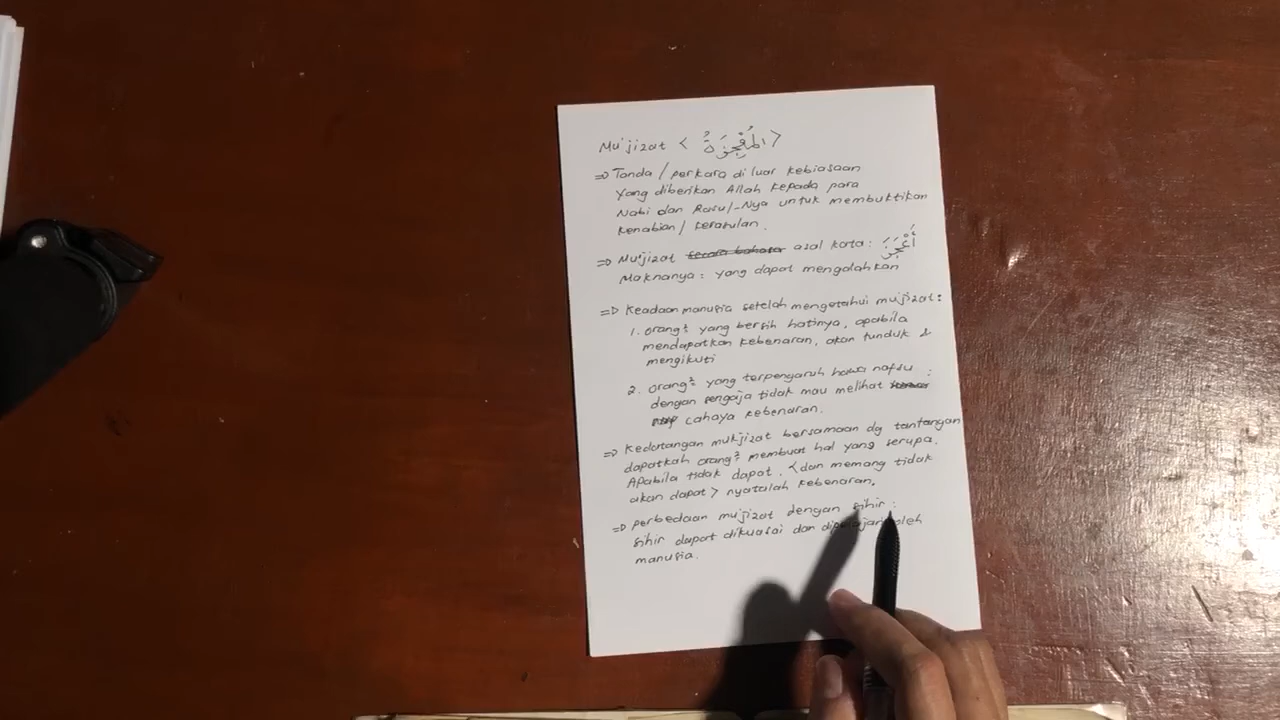 Mu'jizat < الْمُعْجِزَةُ >
=> Tanda / perkara di luar kebiasaan
yang diberikan Allah kepada para
Nabi dan Rasul-Nya untuk membuktikan
kenabian / kerasulan.
=> Mu'jizat secara bahasa asal kata: أَعْجَزَ
Maknanya: yang dapat mengalahkan
=> Keadaan manusia setelah mengetahui mu'jizat:
1. orang² yang bersih hatinya, apabila
mendapatkan kebenaran, akan tunduk &
mengikuti
2. orang² yang terpengaruh hawa nafsu :
dengan sengaja tidak mau melihat
cahaya kebenaran.
=> Kedatangan mukjizat bersamaan dg tantangan
dapatkah orang² membuat hal yang serupa.
Apabila tidak dapat. <dan memang tidak
akan dapat> nyatalah kebenaran.
=> perbedaan mu'jizat dengan sihir :
sihir dapat dikuasai dan dipelajari oleh
manusia.